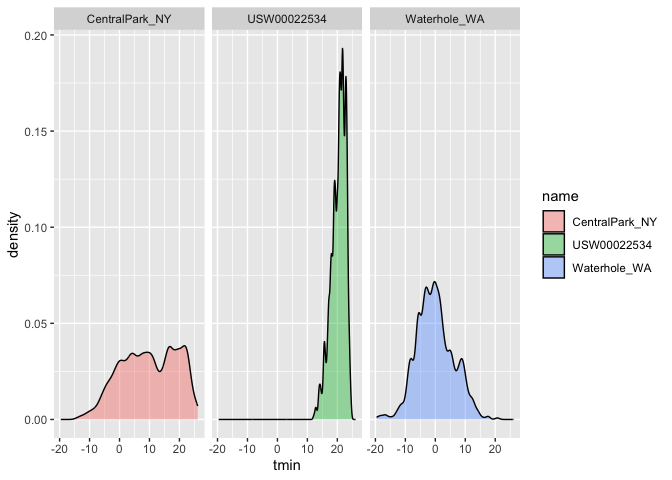 CentralPark_NY USW00022534 Waterhole_WA
0.20
0.15
0.10
0.05
0.00
density
-20 -10 0 10 20 -20 -10 0 10 20 -20 -10 0 10 20
tmin
name
CentralPark_NY
USW00022534
Waterhole_WA